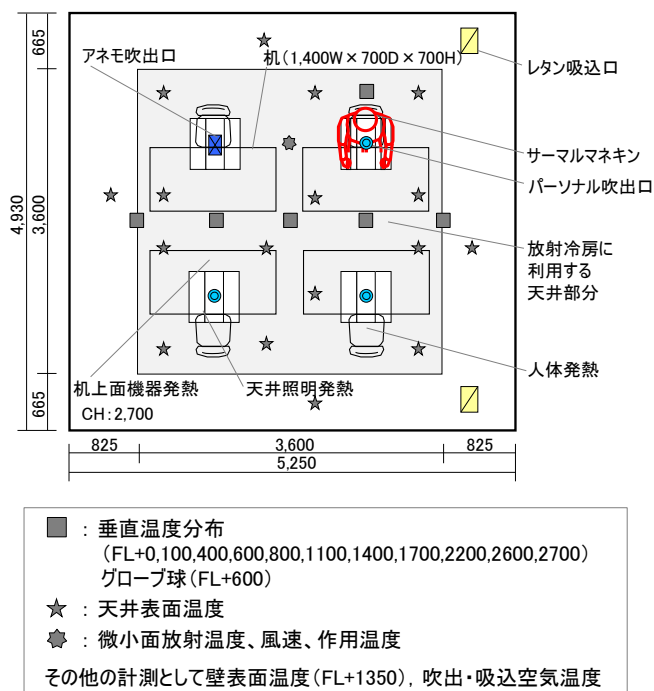 665
アネモ吹出口
机(1,400W×700D×700H)
レタン吸込口
サーマルマネキン
パーソナル吹出口
4,930
3,600
放射冷房に
利用する
天井部分
人体発熱
机上面機器発熱
天井照明発熱
665
CH:2,700
825
3,600
825
5,250
: 垂直温度分布
(FL+0,100,400,600,800,1100,1400,1700,2200,2600,2700)
グローブ球(FL+600)
: 天井表面温度
: 微小面放射温度、風速、作用温度
その他の計測として壁表面温度(FL+1350), 吹出・吸込空気温度